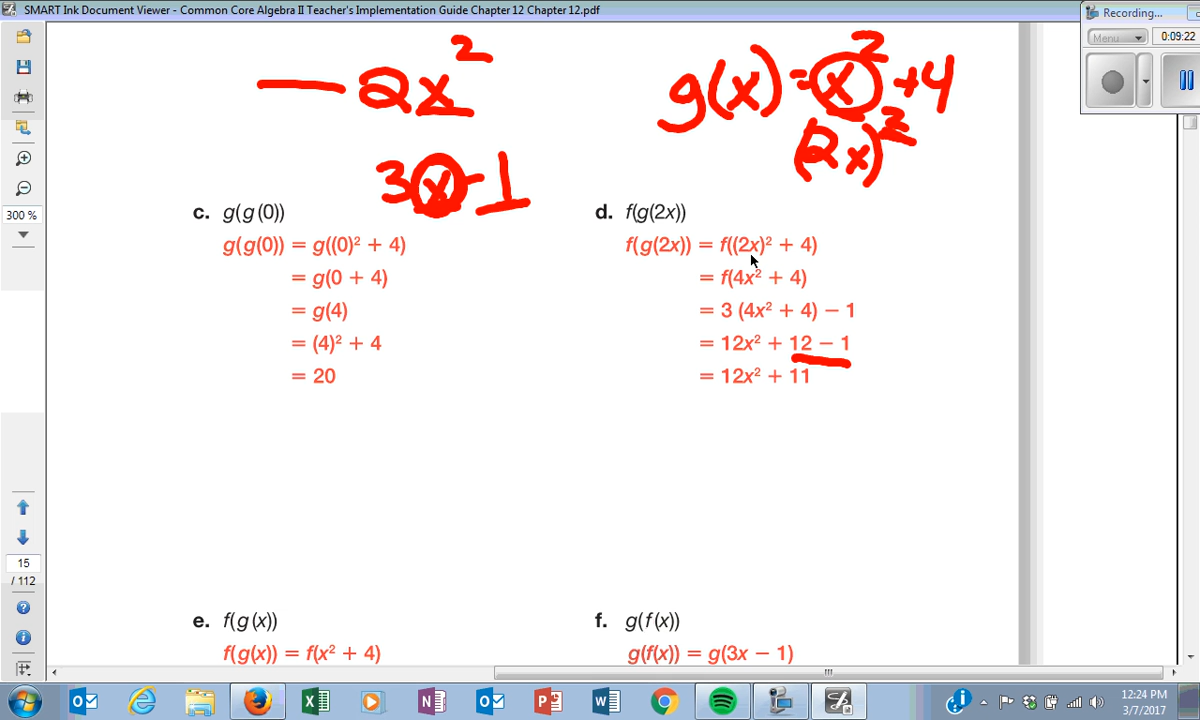 SMART Ink Document Viewer - Common Core Algebra II Teacher's Implementation Guide Chapter 12 Chapter 12.pdf
Recording...
Menu
0:09:22
— 2x²
g(x) = x² + 4
(2x)²
3x - 1
300 %
c. g(g(0))
g(g(0)) = g((0)² + 4)
= g(0 + 4)
= g(4)
= (4)² + 4
= 20
d. f(g(2x))
f(g(2x)) = f((2x)² + 4)
= f(4x² + 4)
= 3 (4x² + 4) − 1
= 12x² + 12 − 1
= 12x² + 11
15
/ 112
e. f(g(x))
f(g(x)) = f(x² + 4)
f. g(f(x))
g(f(x)) = g(3x − 1)
12:24 PM
3/7/2017